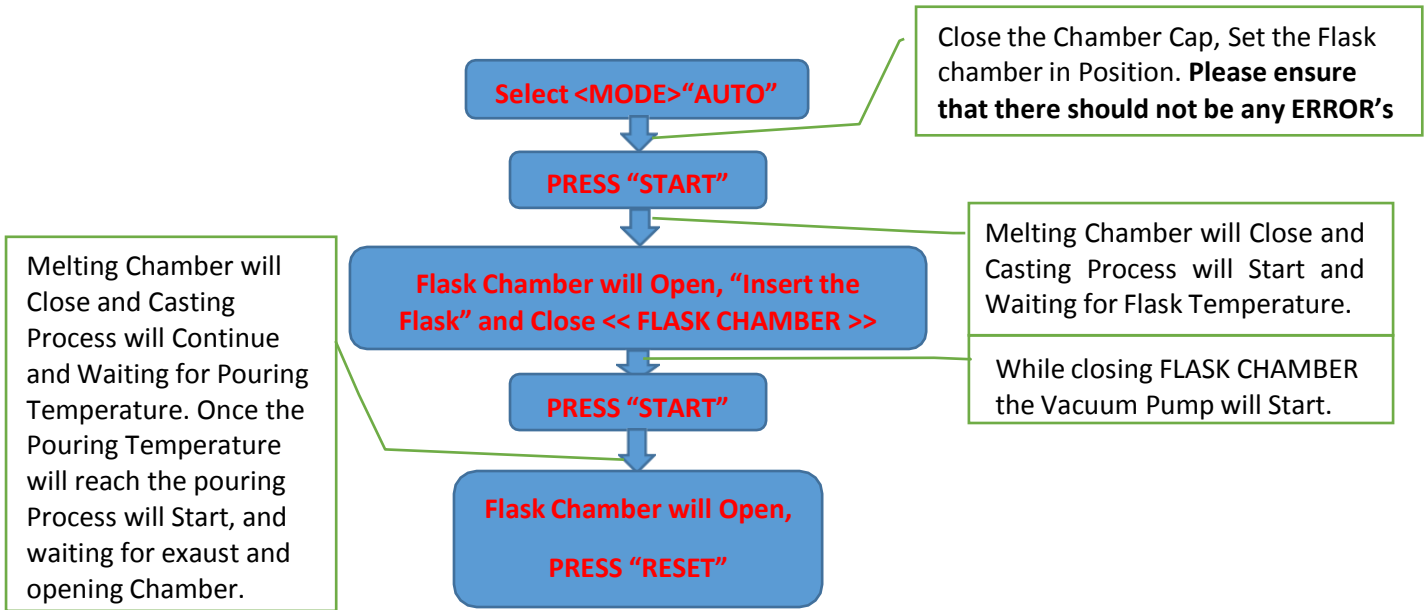 Close the Chamber Cap, Set the Flask
chamber in Position. Please ensure
that there should not be any ERROR’s
Select <MODE>“AUTO”
PRESS “START”
Melting Chamber will Close and
Casting Process will Start and
Waiting for Flask Temperature.
Flask Chamber will Open, “Insert the
Flask” and Close << FLASK CHAMBER >>
While closing FLASK CHAMBER
the Vacuum Pump will Start.
PRESS “START”
Melting Chamber will
Close and Casting
Process will Continue
and Waiting for Pouring
Temperature. Once the
Pouring Temperature
will reach the pouring
Process will Start, and
waiting for exaust and
opening Chamber.
Flask Chamber will Open,
PRESS “RESET”